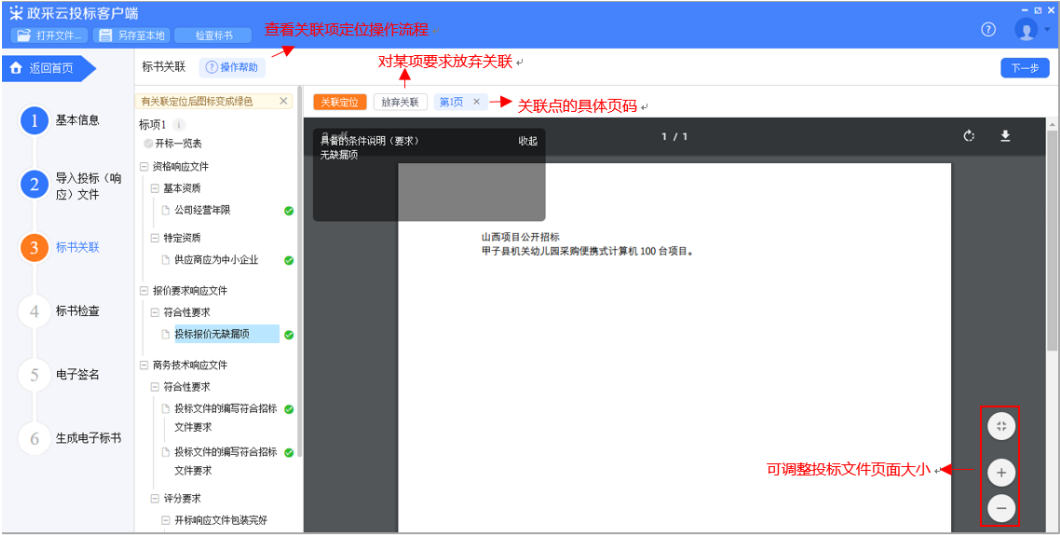 政采云投标客户端
打开文件...
另存至本地
检查标书
查看关联项定位操作流程
返回首页
标书关联
操作帮助
对某项要求放弃关联
下一步
有关联定位后图标变成绿色
关联定位
放弃关联
第1页
关联点的具体页码
1
基本信息
2
导入投标（响
应）文件
3
标书关联
4
标书检查
5
电子签名
6
生成电子标书
标项1
开标一览表
资格响应文件
基本资质
公司经营年限
特定资质
供应商应为中小企业
报价要求响应文件
符合性要求
投标报价无缺漏项
商务技术响应文件
符合性要求
投标文件的编写符合招标
文件要求
投标文件的编写符合招标
文件要求
评分要求
开标响应文件包装完好
具备的条件说明（要求）
收起
无缺漏项
1 / 1
山西项目公开招标
甲子县机关幼儿园采购便携式计算机 100 台项目。
可调整投标文件页面大小